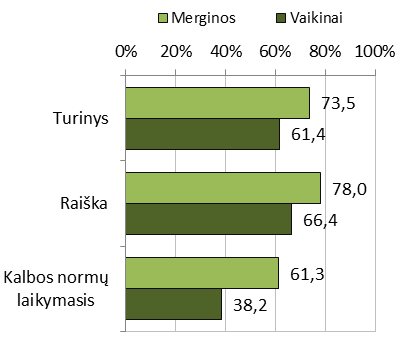 Merginos Vaikinai
0% 20% 40% 60% 80% 100%
Turinys
73,5
61,4
Raiška
78,0
66,4
Kalbos normų
laikymasis
61,3
38,2